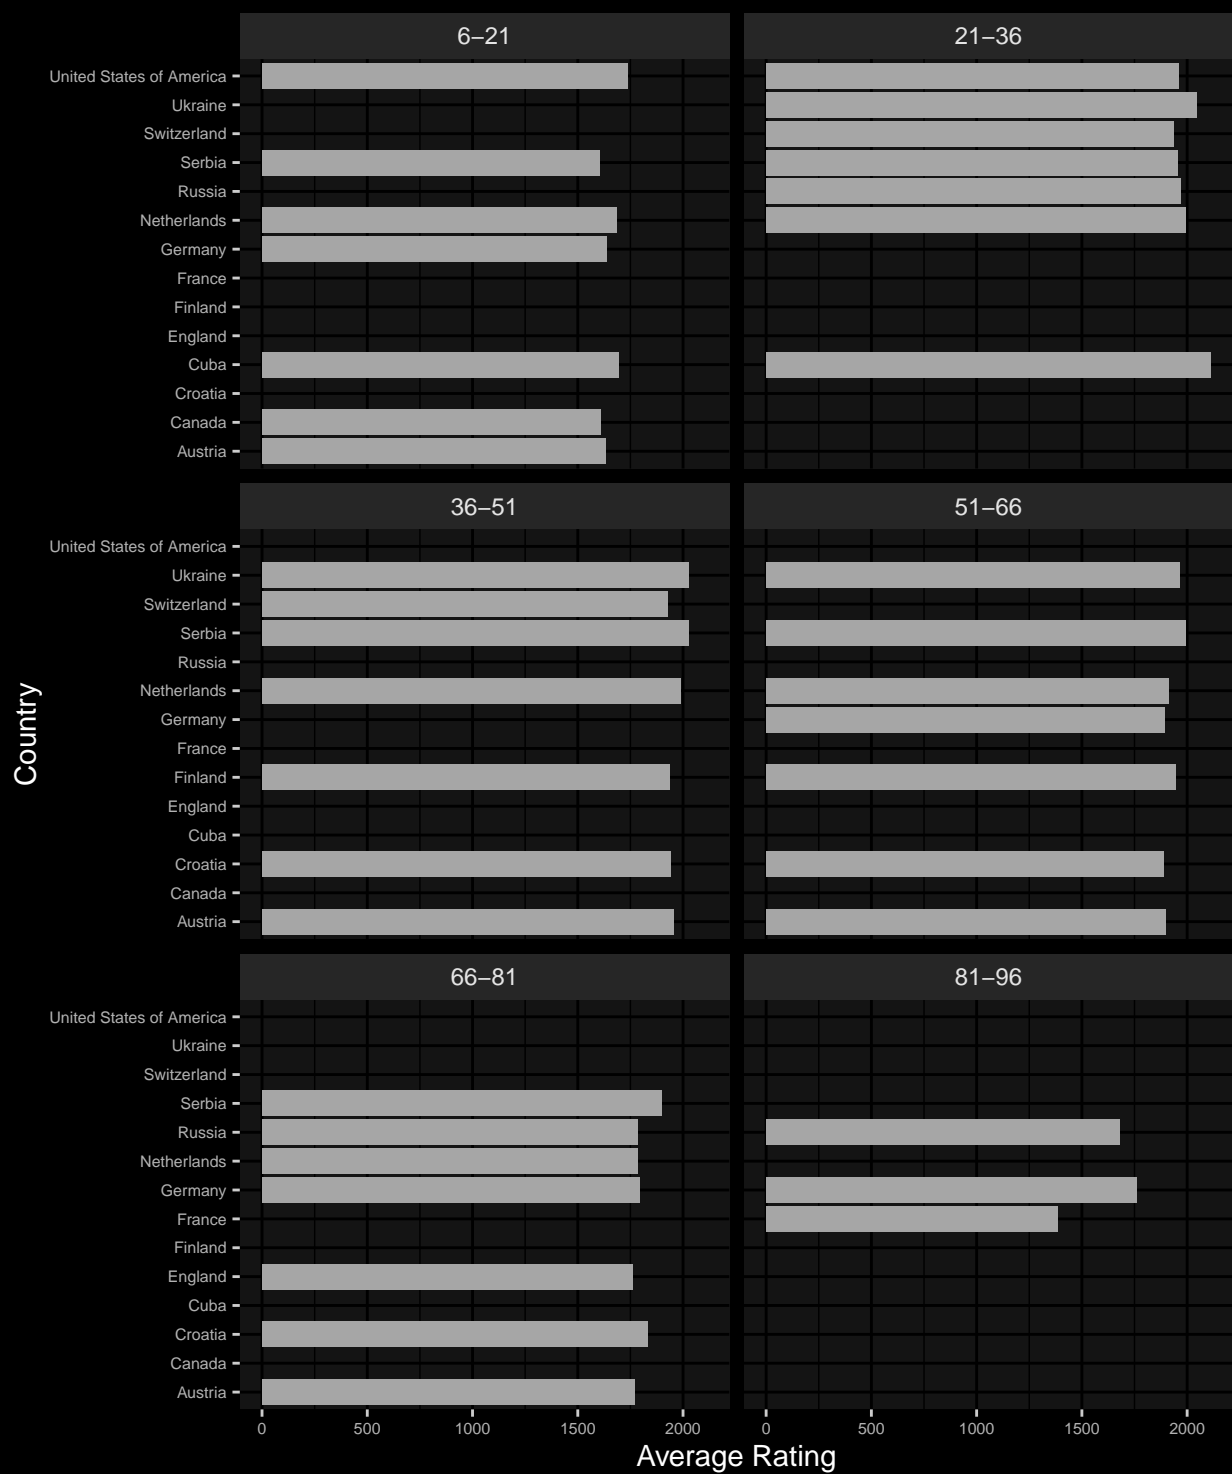 6−21
21−36
United States of America
Ukraine
Switzerland
Serbia
Russia
Netherlands
Germany
France
Finland
England
Cuba
Croatia
Canada
Austria
36−51
51−66
United States of America
Ukraine
Switzerland
Serbia
Russia
Netherlands
Germany
France
Finland
England
Cuba
Croatia
Canada
Austria
Country
66−81
81−96
United States of America
Ukraine
Switzerland
Serbia
Russia
Netherlands
Germany
France
Finland
England
Cuba
Croatia
Canada
Austria
0 500 1000 1500 2000
0 500 1000 1500 2000
Average Rating